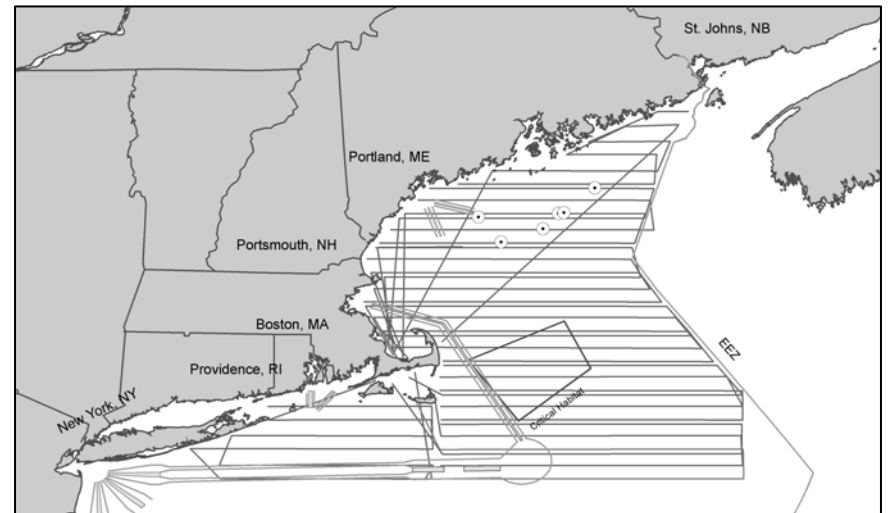 St. Johns, NB
Portland, ME
Portsmouth, NH
Boston, MA
EEZ
Providence, RI
Critical Habitat
New York, NY